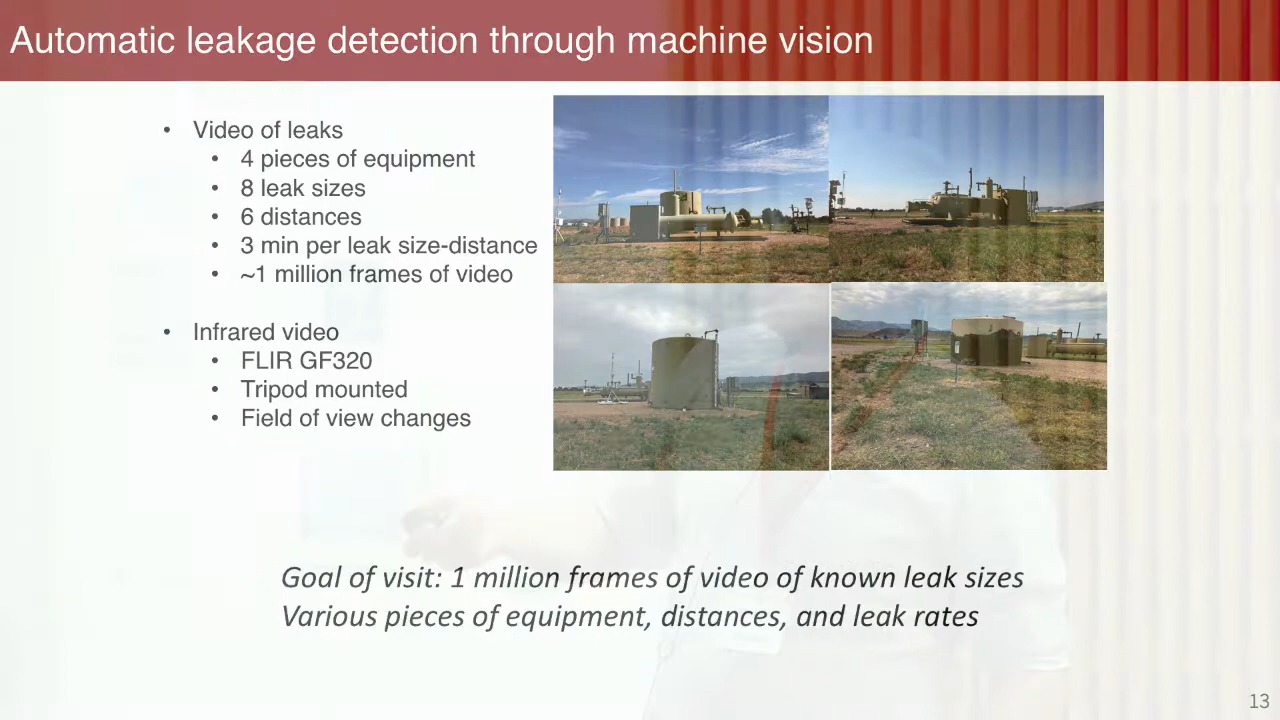 Automatic leakage detection through machine vision
• Video of leaks
• 4 pieces of equipment
• 8 leak sizes
• 6 distances
• 3 min per leak size-distance
• ~1 million frames of video
• Infrared video
• FLIR GF320
• Tripod mounted
• Field of view changes
Goal of visit: 1 million frames of video of known leak sizes
Various pieces of equipment, distances, and leak rates
13